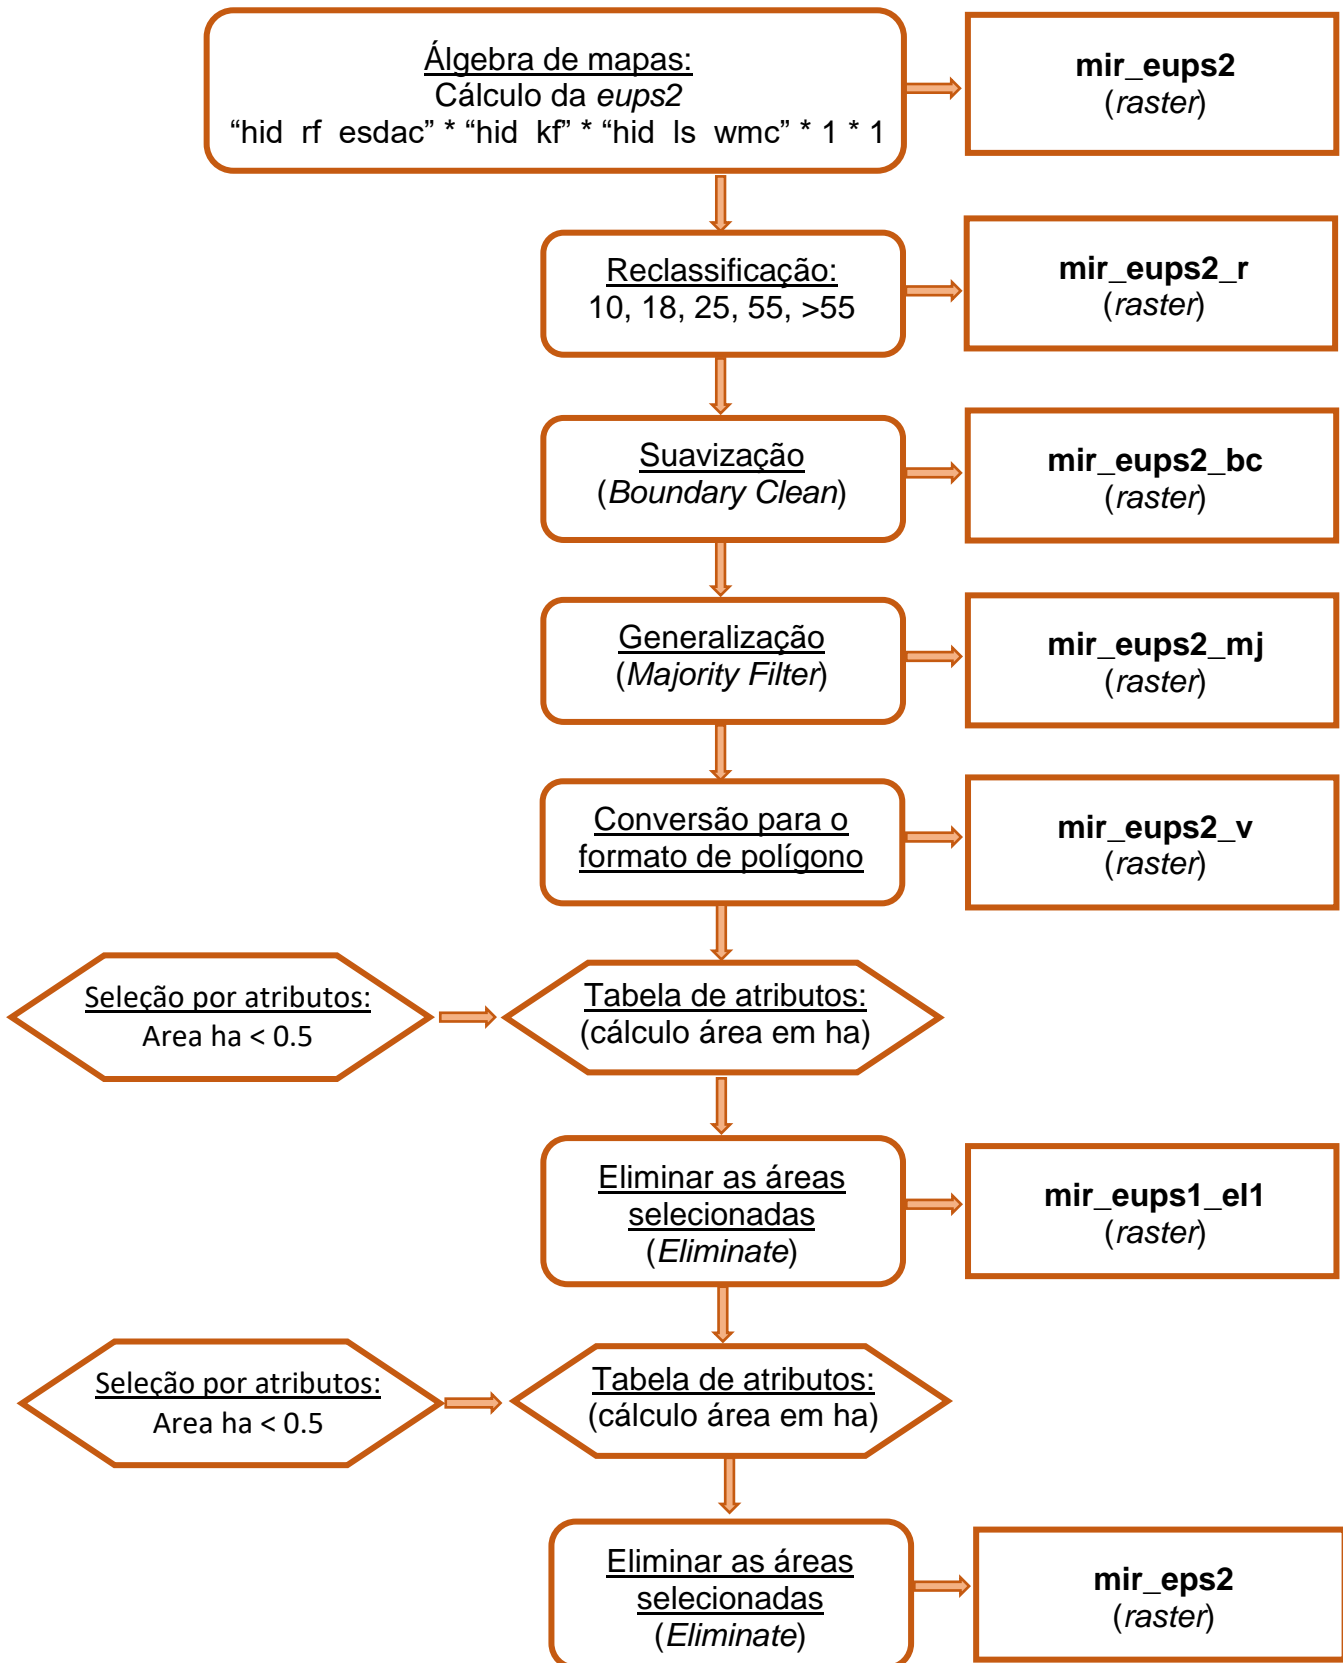 Álgebra de mapas:
Cálculo da eups2
“hid rf esdac” * “hid kf” * “hid ls wmc” * 1 * 1
mir_eups2
(raster)
Reclassificação:
10, 18, 25, 55, >55
mir_eups2_r
(raster)
Suavização
(Boundary Clean)
mir_eups2_bc
(raster)
Generalização
(Majority Filter)
mir_eups2_mj
(raster)
Conversão para o
formato de polígono
mir_eups2_v
(raster)
Seleção por atributos:
Area ha < 0.5
Tabela de atributos:
(cálculo área em ha)
Eliminar as áreas
selecionadas
(Eliminate)
mir_eups1_el1
(raster)
Seleção por atributos:
Area ha < 0.5
Tabela de atributos:
(cálculo área em ha)
Eliminar as áreas
selecionadas
(Eliminate)
mir_eps2
(raster)